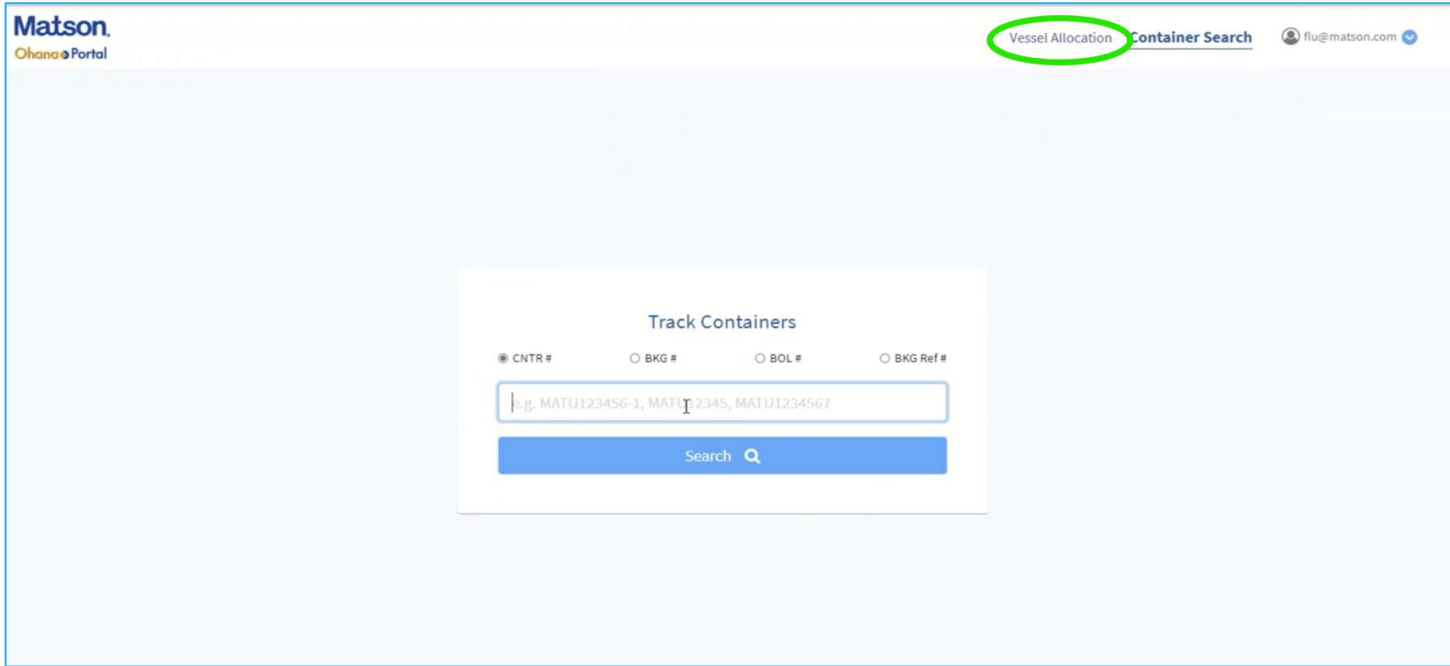 Matson.
Ohana Portal
Vessel Allocation
Container Search
flu@matson.com
Track Containers
CNTR # BKG # BOL # BKG Ref #
e.g. MATU123456-1, MATU12345, MATU1234567
Search